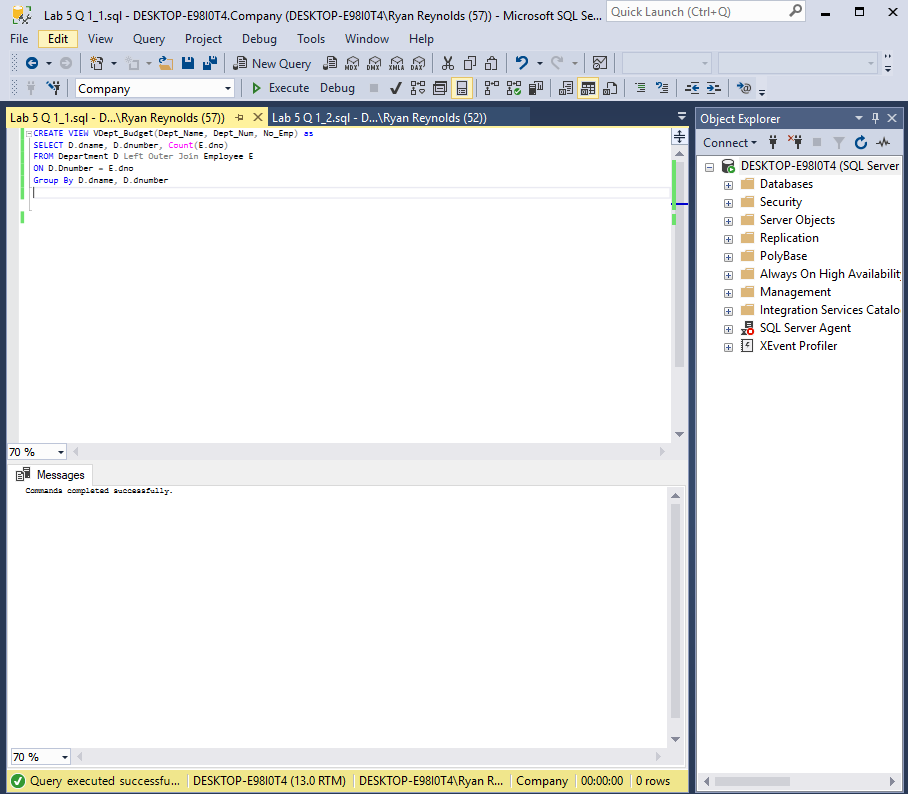 Lab 5 Q 1_1.sql - DESKTOP-E98I0T4.Company (DESKTOP-E98I0T4\Ryan Reynolds (57)) - Microsoft SQL Se...
Quick Launch (Ctrl+Q)
File Edit View Query Project Debug Tools Window Help
New Query MDX DMX XMLA DAX
Company Execute Debug
Lab 5 Q 1_1.sql - D...\Ryan Reynolds (57)) Lab 5 Q 1_2.sql - D...\Ryan Reynolds (52))
CREATE VIEW VDept_Budget(Dept_Name, Dept_Num, No_Emp) as
SELECT D.dname, D.dnumber, Count(E.dno)
FROM Department D Left Outer Join Employee E
ON D.Dnumber = E.dno
Group By D.dname, D.dnumber
70 %
Messages
Commands completed successfully.
70 %
Query executed successfu... DESKTOP-E98I0T4 (13.0 RTM) DESKTOP-E98I0T4\Ryan R... Company 00:00:00 0 rows
Object Explorer
Connect
DESKTOP-E98I0T4 (SQL Server
Databases
Security
Server Objects
Replication
PolyBase
Always On High Availability
Management
Integration Services Catalo
SQL Server Agent
XEvent Profiler